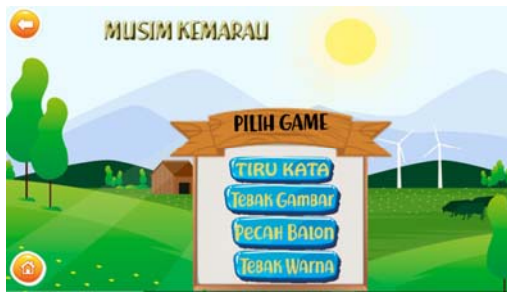 MUSIM KEMARAU
PILIH GAME
TIRU KATA
TEBAK GAMBAR
PECAH BALON
TEBAK WARNA